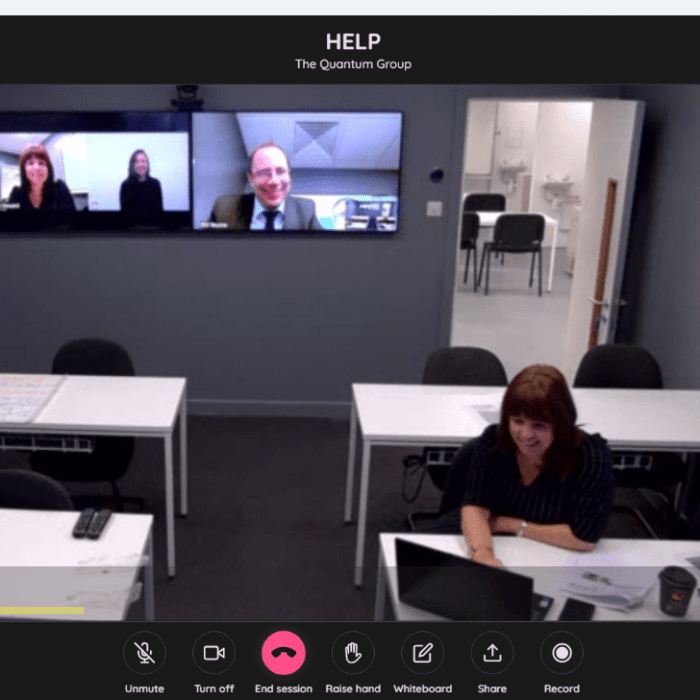 HELP
The Quantum Group
Unmute
Turn off
End session
Raise hand
Whiteboard
Share
Record